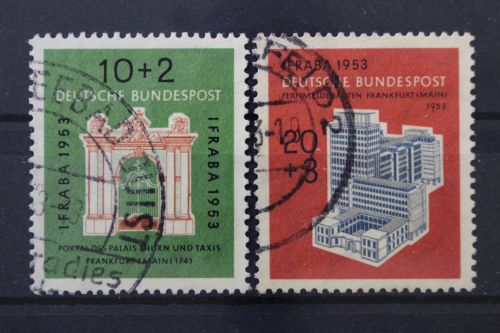 10+2
DEUTSCHE BUNDESPOST
IFRABA 1953
IFRABA 1953
PORTAL DES PALAIS THURN UND TAXIS
FRANKFURT (MAIN) 1741
IFRABA 1953
DEUTSCHE BUNDESPOST
FERNMELDEBAUTEN FRANKFURT (MAIN)
1953
20
+3